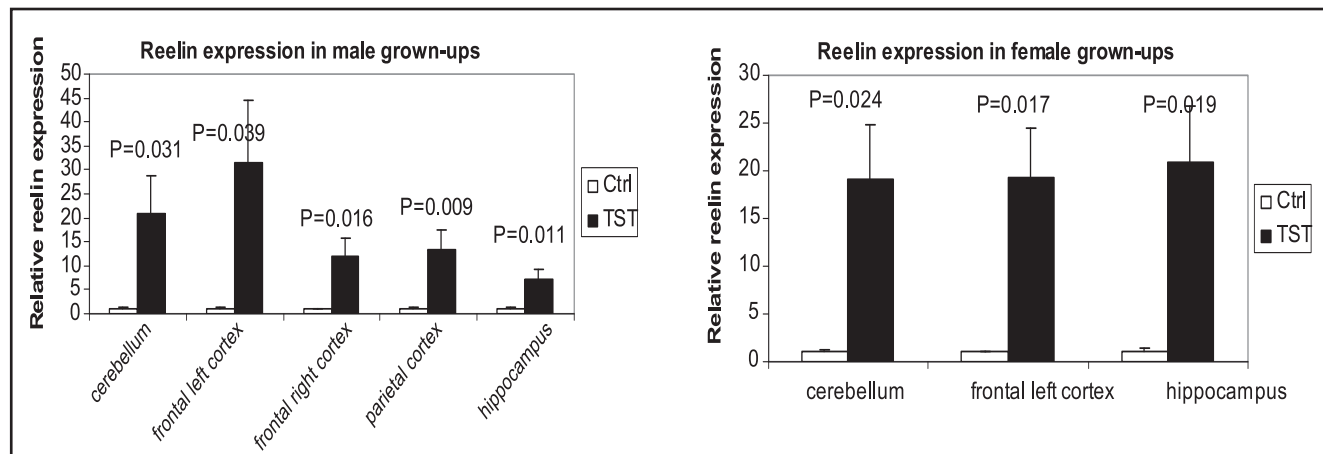 Reelin expression in male grown-ups
Relative reelin expression
50
45
40
35
30
25
20
15
10
5
0
P=0.031
P=0.039
P=0.016
P=0.009
P=0.011
cerebellum
frontal left cortex
frontal right cortex
parietal cortex
hippocampus
Ctrl
TST
Reelin expression in female grown-ups
Relative reelin expression
30
25
20
15
10
5
0
P=0.024
P=0.017
P=0.019
cerebellum
frontal left cortex
hippocampus
Ctrl
TST